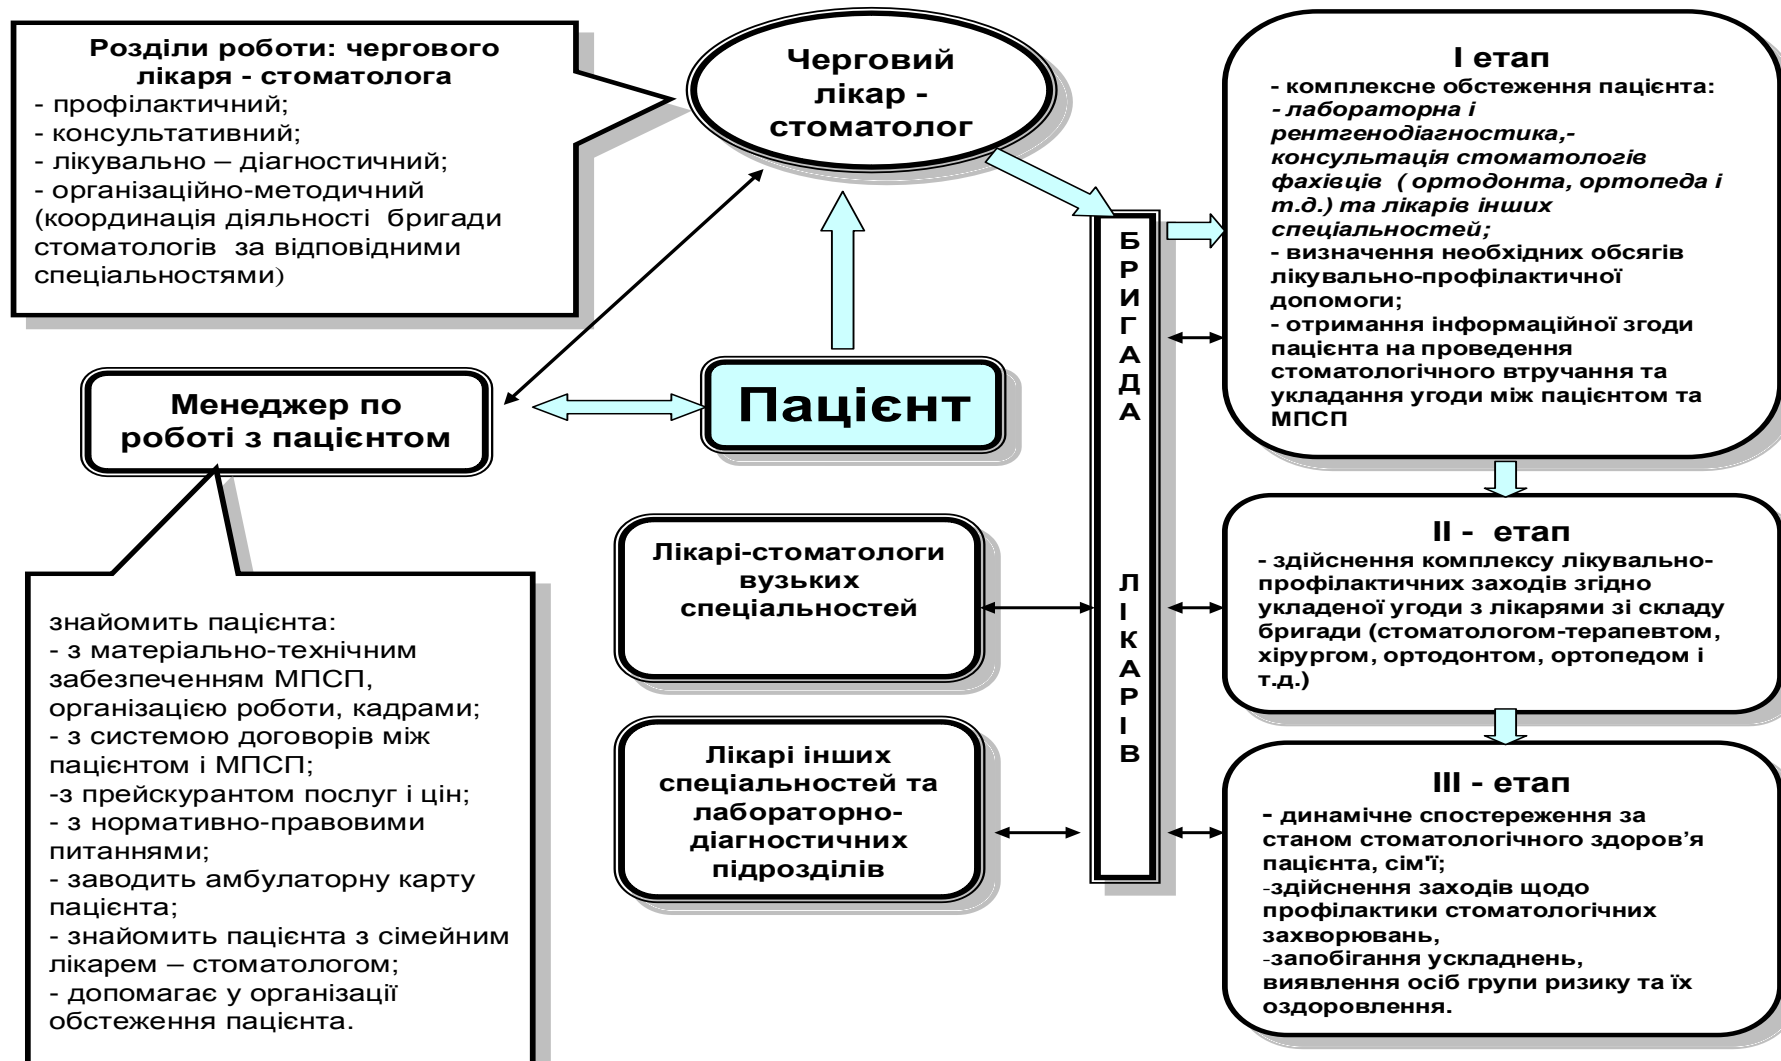 Розділи роботи: чергового
лікаря - стоматолога
- профілактичний;
- консультативний;
- лікувально – діагностичний;
- організаційно-методичний
(координація діяльності бригади
стоматологів за відповідними
спеціальностями)
Черговий
лікар -
стоматолог
Менеджер по
роботі з пацієнтом
Пацієнт
знайомить пацієнта:
- з матеріально-технічним
забезпеченням МПСП,
організацією роботи, кадрами;
- з системою договорів між
пацієнтом і МПСП;
-з прейскурантом послуг і цін;
- з нормативно-правовими
питаннями;
- заводить амбулаторну карту
пацієнта;
- знайомить пацієнта з сімейним
лікарем – стоматологом;
- допомагає у організації
обстеження пацієнта.
Лікарі-стоматологи
вузьких
спеціальностей
Лікарі інших
спеціальностей та
лабораторно-
діагностичних
підрозділів
БРИГАДА ЛІКАРІВ
І етап
- комплексне обстеження пацієнта:
- лабораторна і
рентгенодіагностика,-
консультація стоматологів
фахівців ( ортодонта, ортопеда і
т.д.) та лікарів інших
спеціальностей;
- визначення необхідних обсягів
лікувально-профілактичної
допомоги;
- отримання інформаційної згоди
пацієнта на проведення
стоматологічного втручання та
укладання угоди між пацієнтом та
МПСП
ІІ - етап
- здійснення комплексу лікувально-
профілактичних заходів згідно
укладеної угоди з лікарями зі складу
бригади (стоматологом-терапевтом,
хірургом, ортодонтом, ортопедом і
т.д.)
ІІІ - етап
- динамічне спостереження за
станом стоматологічного здоров’я
пацієнта, сім'ї;
-здійснення заходів щодо
профілактики стоматологічних
захворювань,
-запобігання ускладнень,
виявлення осіб групи ризику та їх
оздоровлення.